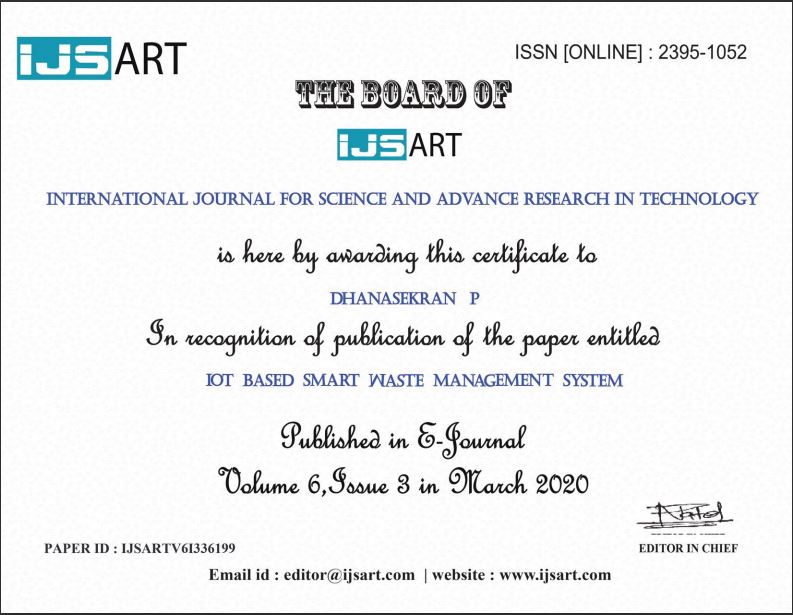 IJSART
ISSN [ONLINE] : 2395-1052
THE BOARD OF
IJSART
INTERNATIONAL JOURNAL FOR SCIENCE AND ADVANCE RESEARCH IN TECHNOLOGY
is here by awarding this certificate to
DHANASEKRAN P
In recognition of publication of the paper entitled
IOT BASED SMART WASTE MANAGEMENT SYSTEM
Published in E-Journal
Volume 6,Issue 3 in March 2020
PAPER ID : IJSARTV6I336199
EDITOR IN CHIEF
Email id : editor@ijsart.com | website : www.ijsart.com